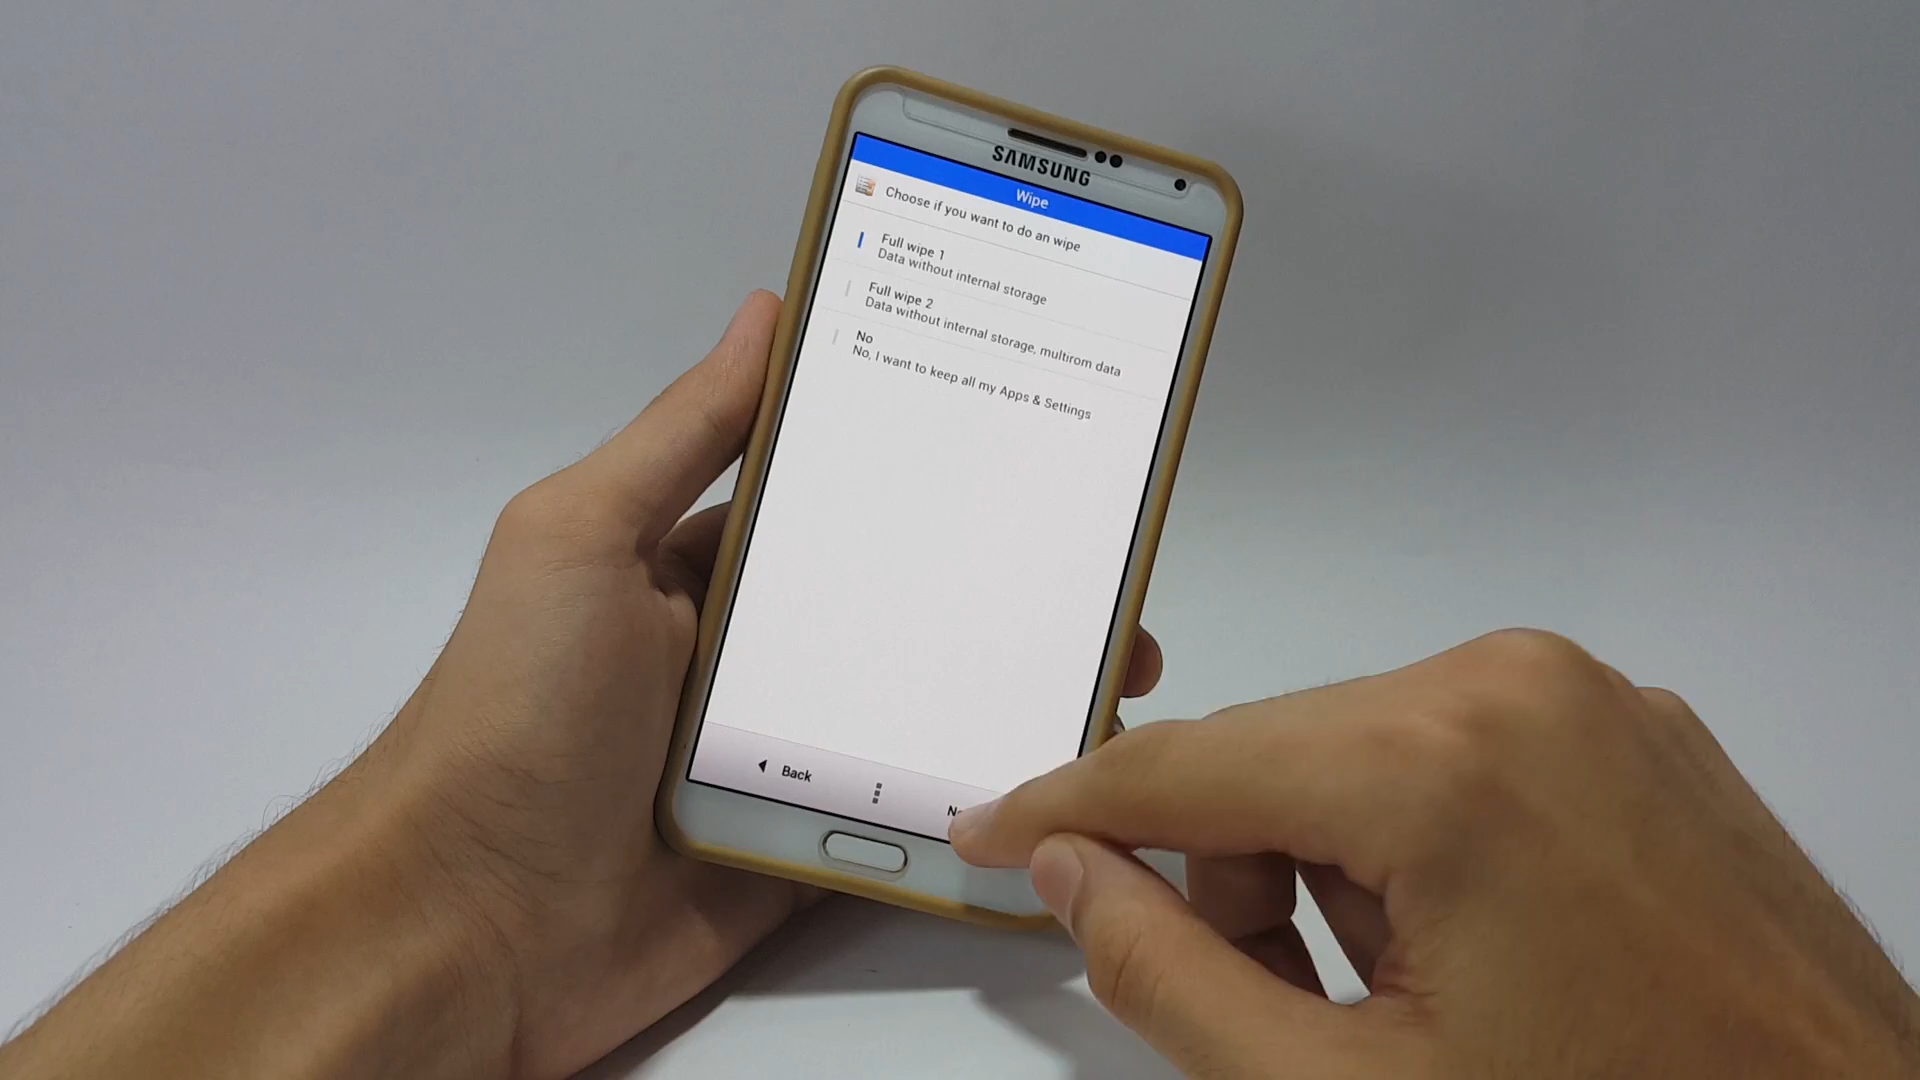 SAMSUNG
Wipe
Choose if you want to do an wipe
Full wipe 1
Data without internal storage
Full wipe 2
Data without internal storage, multirom data
No
No, I want to keep all my Apps & Settings
Back